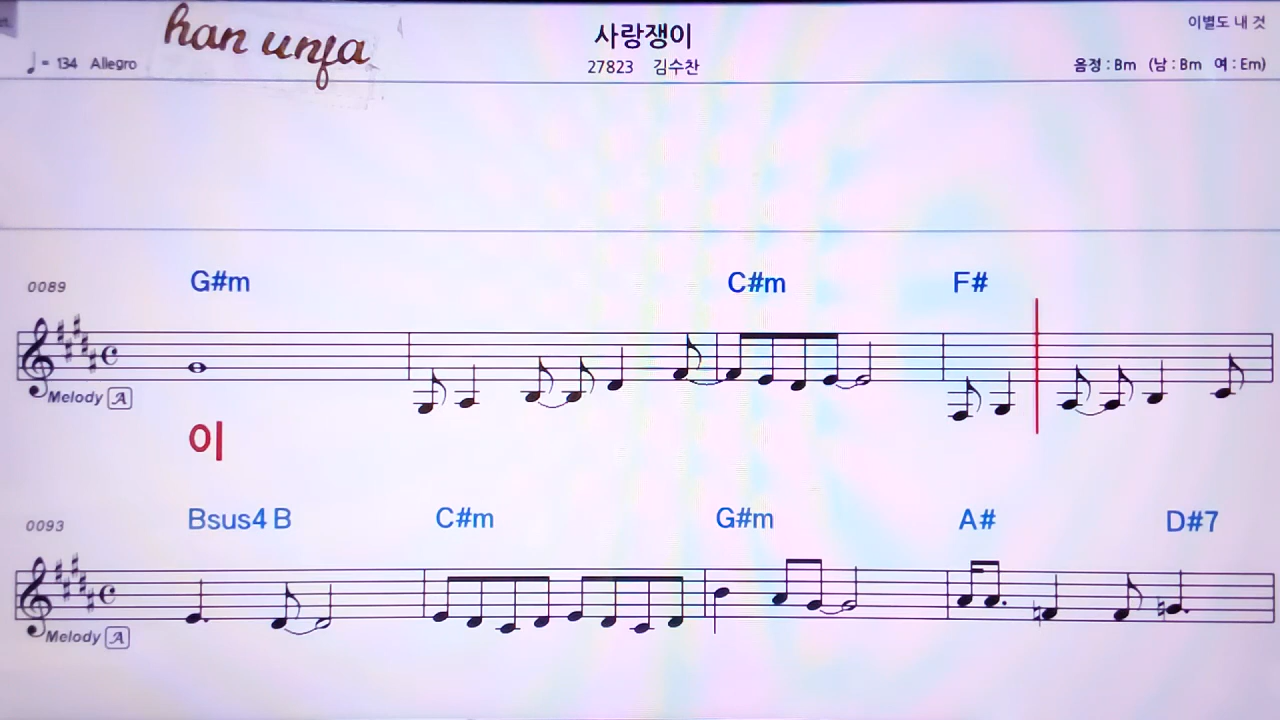 han unfa
사랑쟁이
이별도 내 것
♩= 134 Allegro
27823 김수찬
음정 : Bm (남 : Bm 여 : Em)
0089 G#m C#m F#
Melody A
이
0093 Bsus4 B C#m G#m A# D#7
Melody A